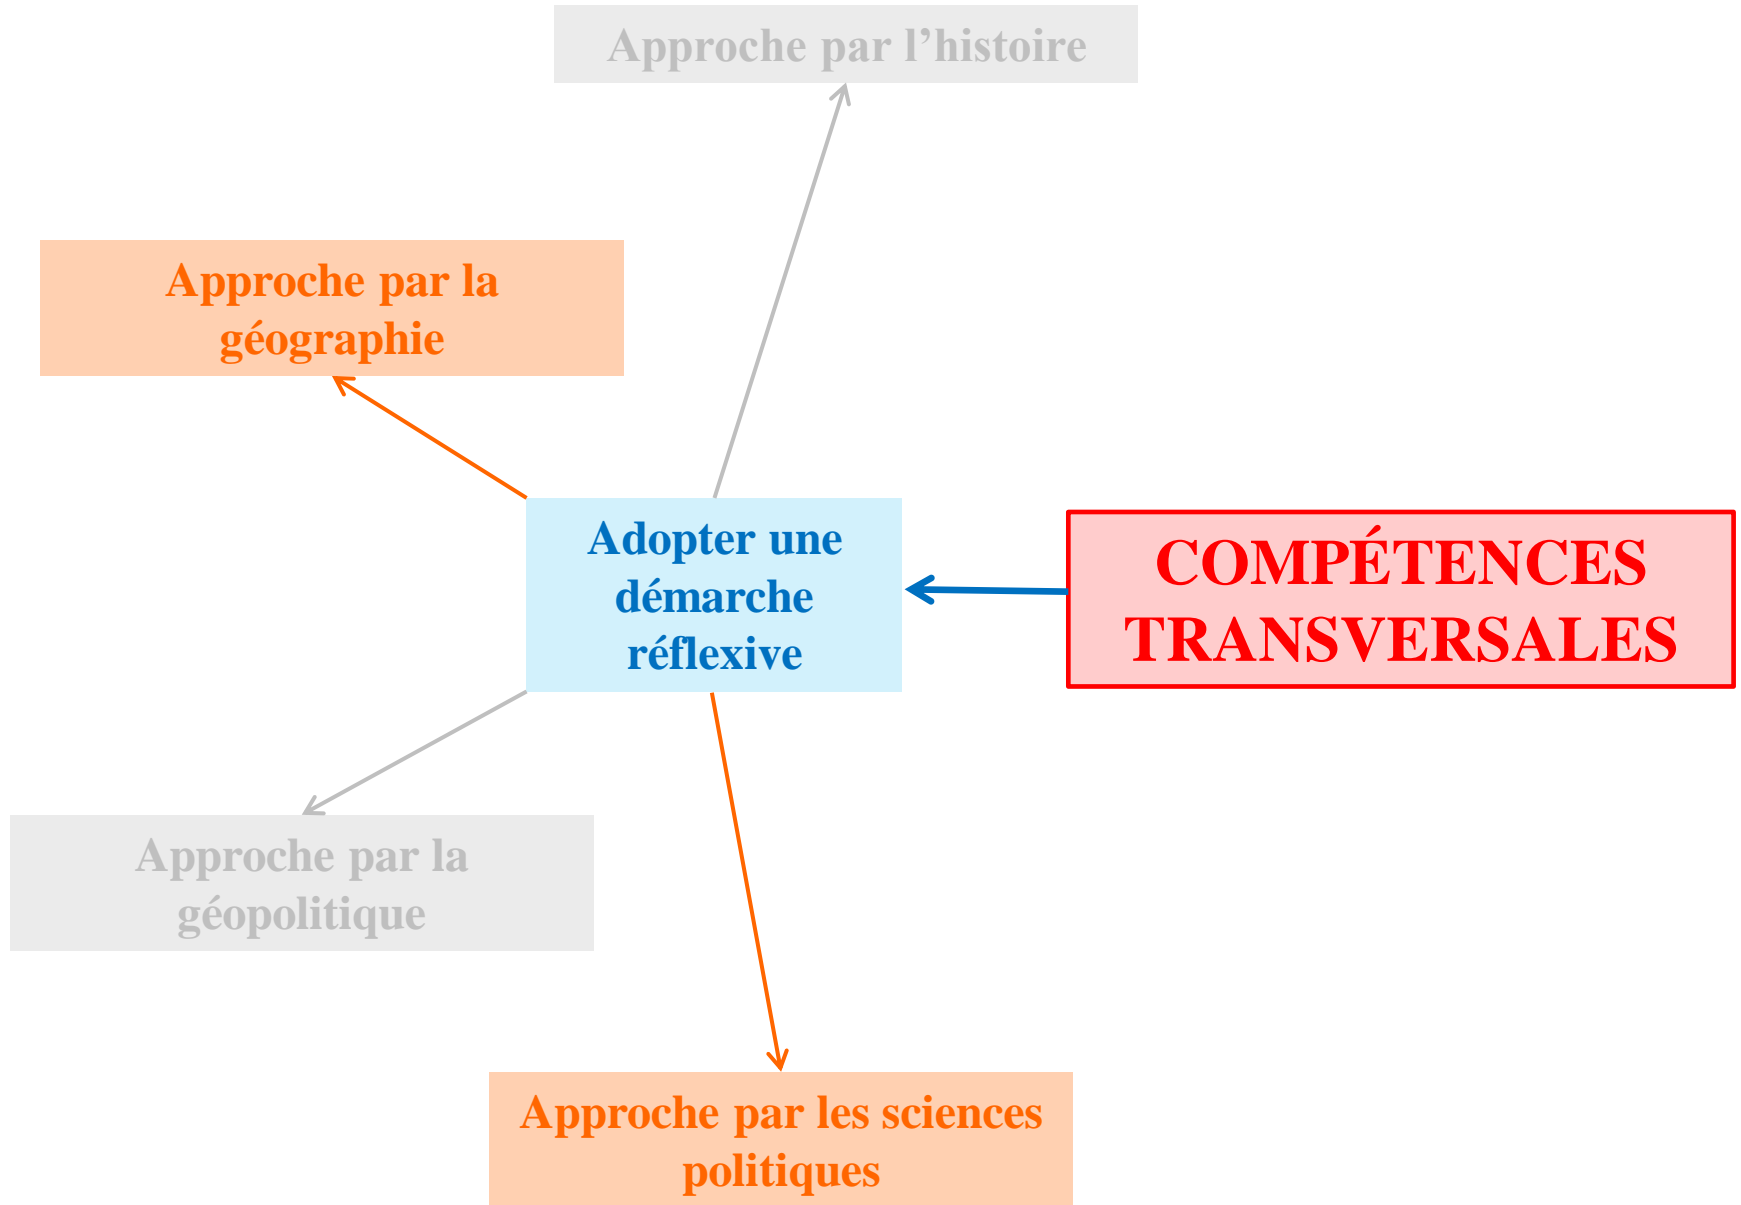 Approche par l’histoire
Approche par la
géographie
Adopter une
démarche
réflexive
COMPÉTENCES
TRANSVERSALES
Approche par la
géopolitique
Approche par les sciences
politiques